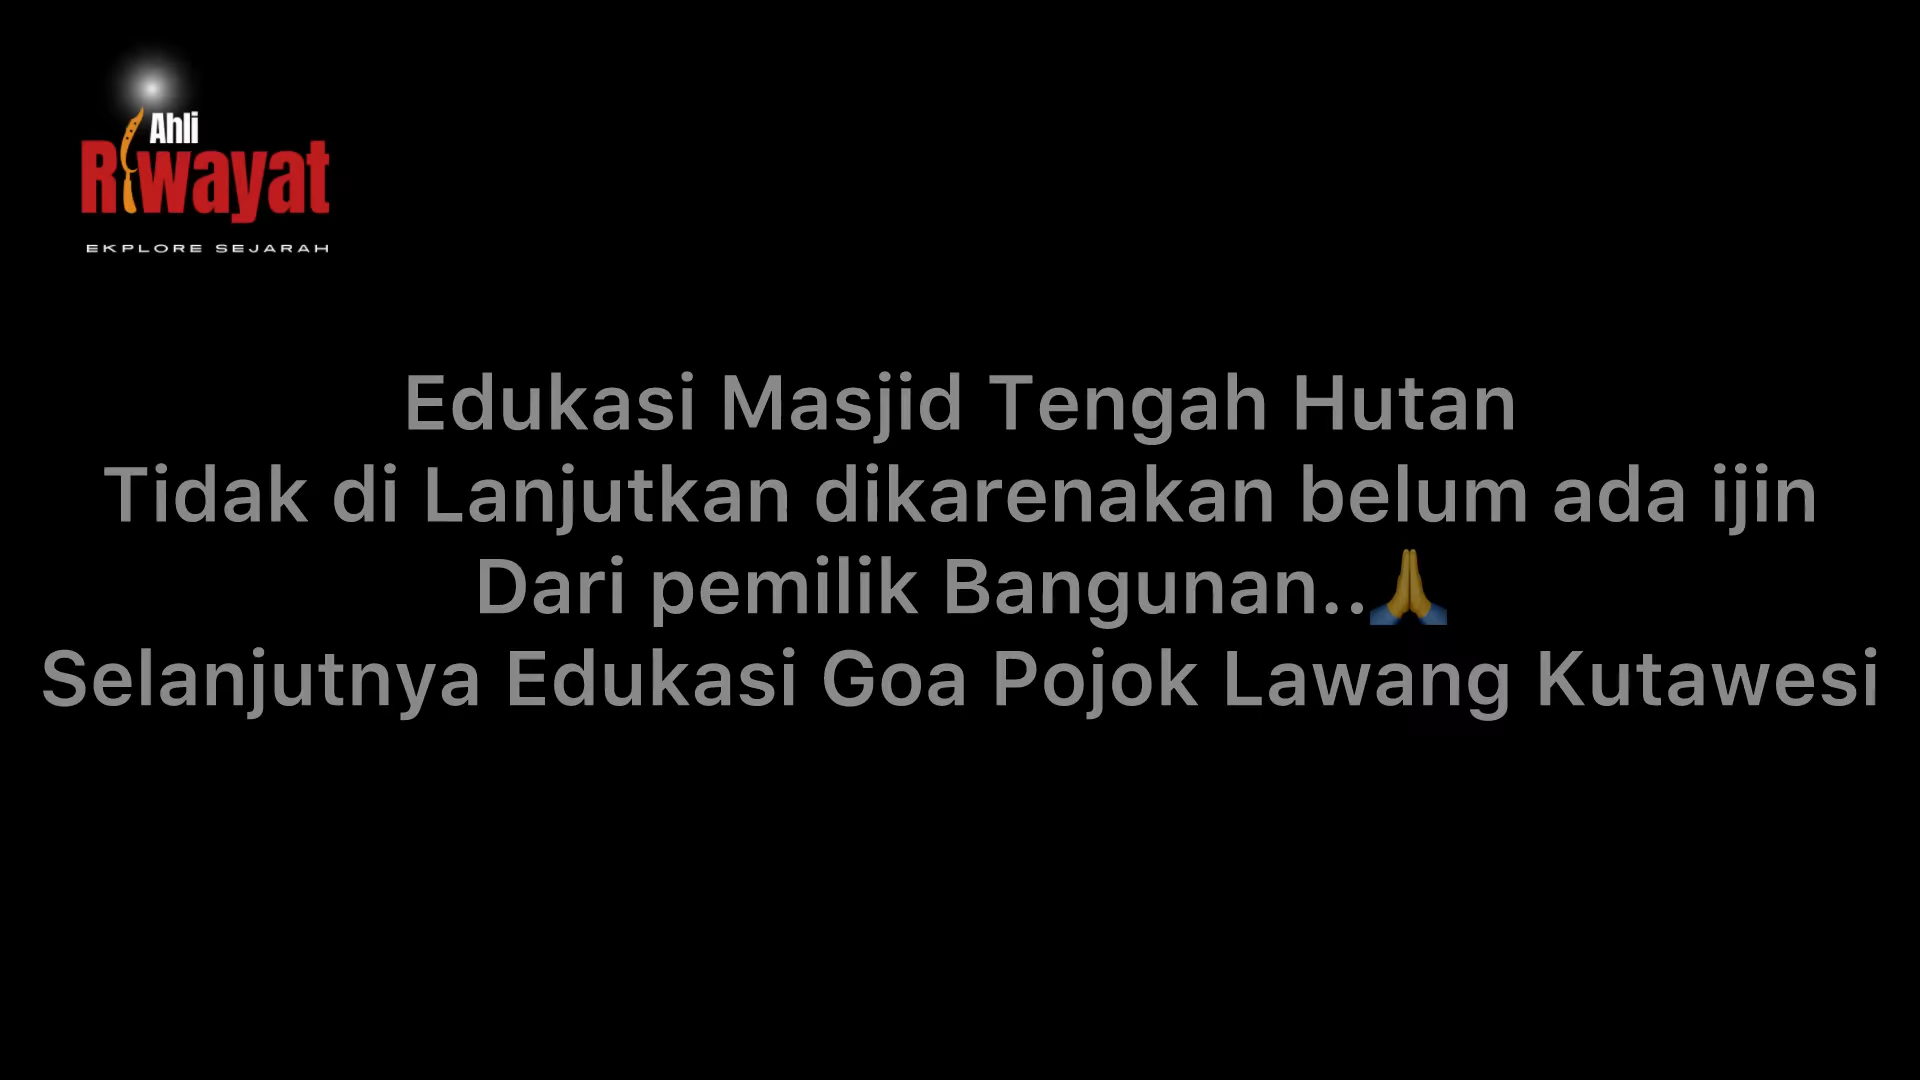 Ahli
Riwayat
EKPLORE SEJARAH
Edukasi Masjid Tengah Hutan
Tidak di Lanjutkan dikarenakan belum ada ijin
Dari pemilik Bangunan..🙏
Selanjutnya Edukasi Goa Pojok Lawang Kutawesi